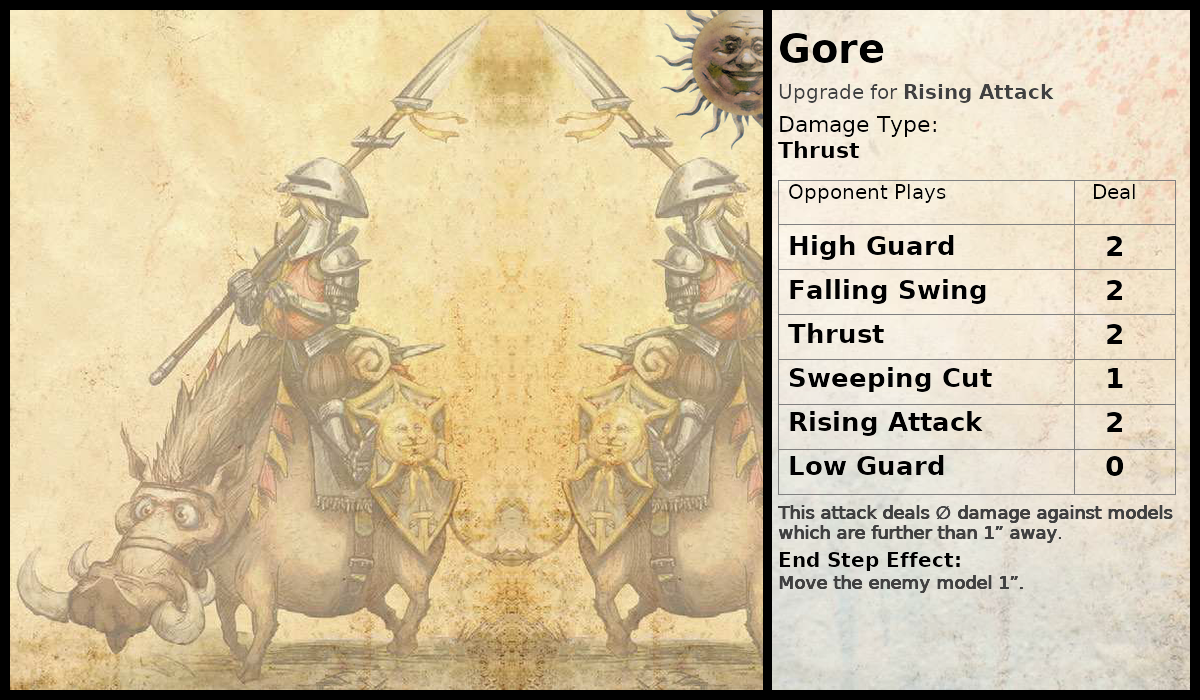 Gore
Upgrade for Rising Attack
Damage Type:
Thrust
Opponent Plays Deal
High Guard 2
Falling Swing 2
Thrust 2
Sweeping Cut 1
Rising Attack 2
Low Guard 0
This attack deals ∅ damage against models
which are further than 1” away.
End Step Effect:
Move the enemy model 1”.